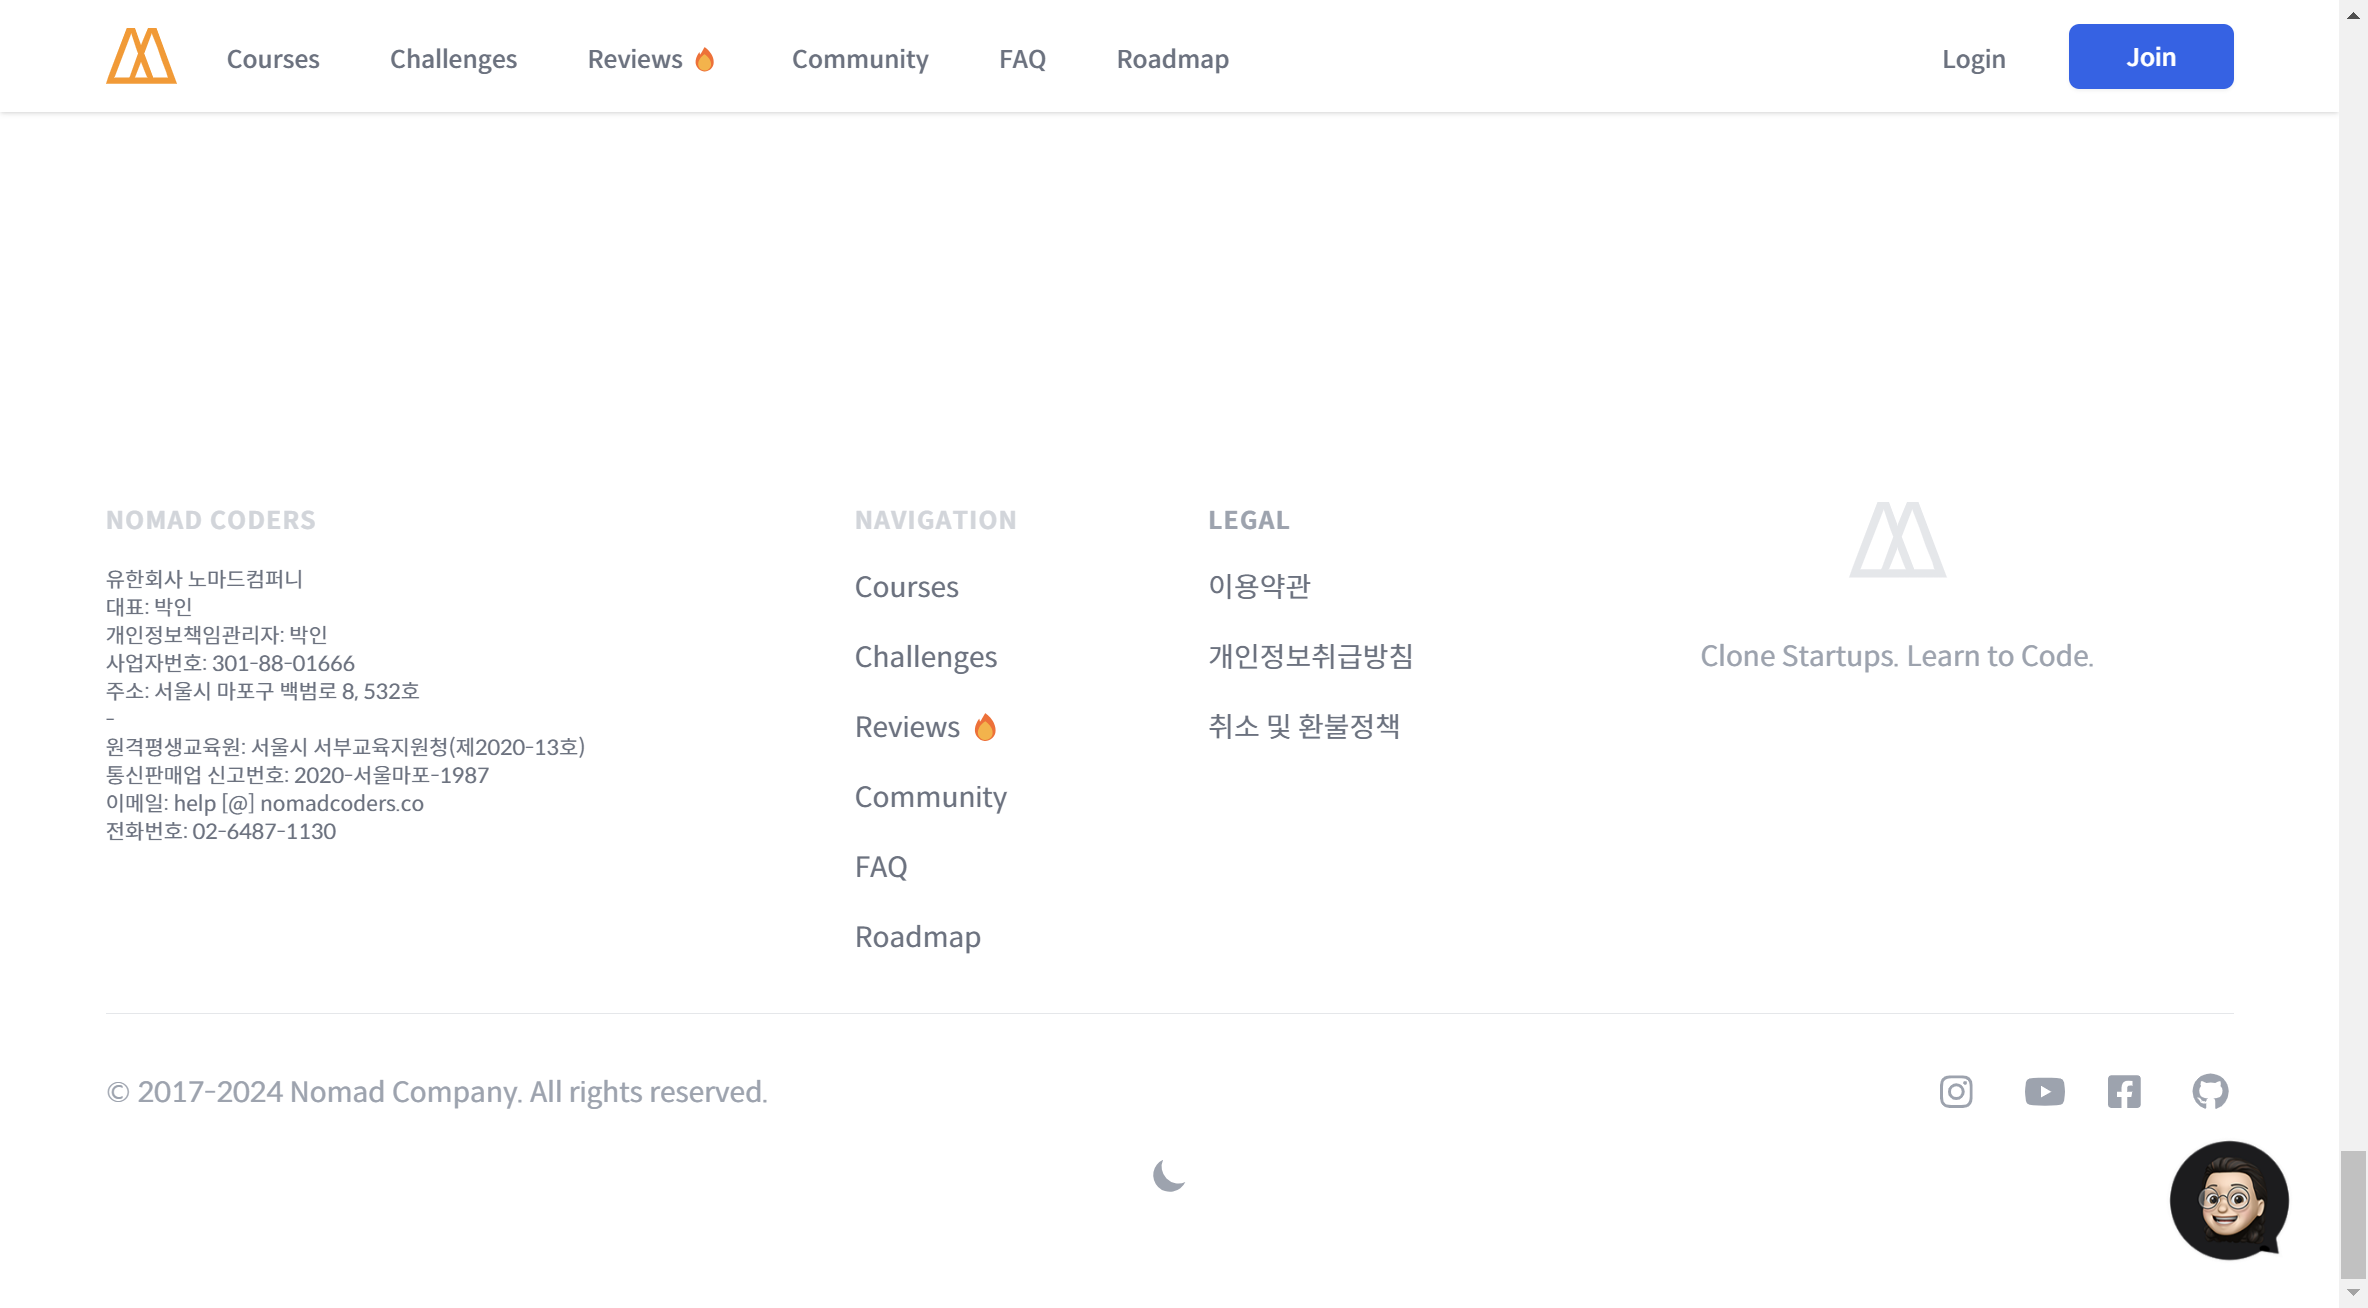 Courses
Challenges
Reviews
Community
FAQ
Roadmap
Login
Join
NOMAD CODERS
유한회사 노마드컴퍼니
대표: 박인
개인정보책임관리자: 박인
사업자번호: 301-88-01666
주소: 서울시 마포구 백범로 8, 532호
-
원격평생교육원: 서울시 서부교육지원청(제2020-13호)
통신판매업 신고번호: 2020-서울마포-1987
이메일: help [@] nomadcoders.co
전화번호: 02-6487-1130
NAVIGATION
Courses
Challenges
Reviews
Community
FAQ
Roadmap
LEGAL
이용약관
개인정보취급방침
취소 및 환불정책
Clone Startups. Learn to Code.
© 2017-2024 Nomad Company. All rights reserved.